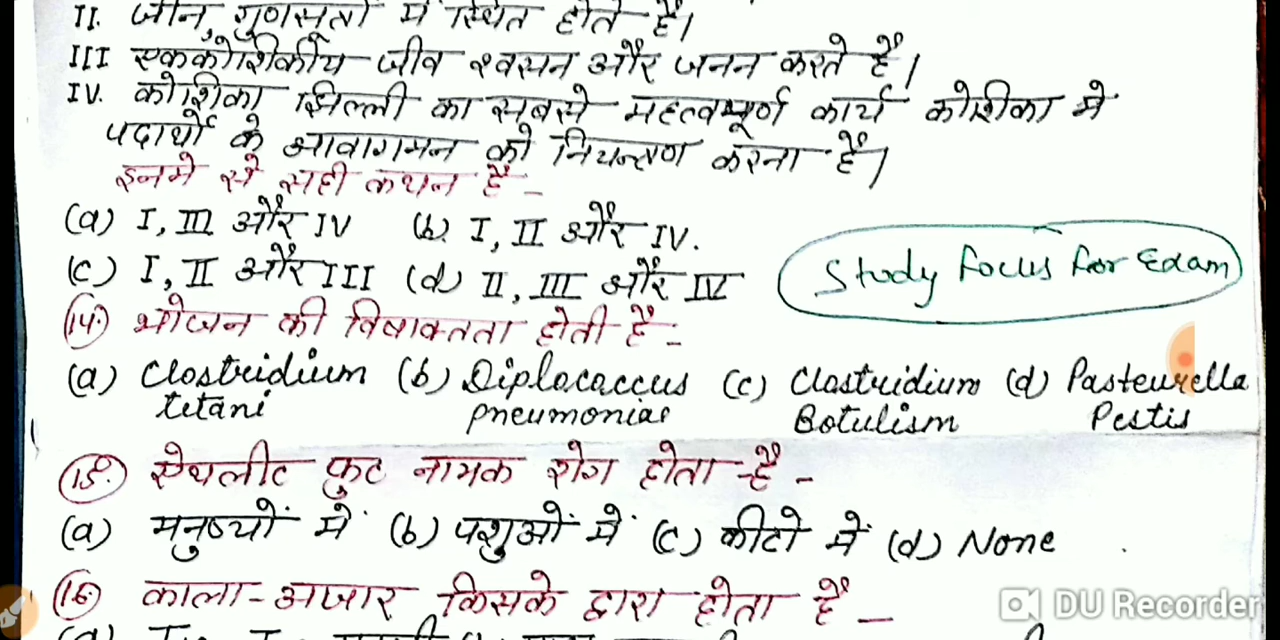 II. जीन, गुणसूत्रों में स्थित होते हैं।
III एककोशिकीय जीव श्वसन और जनन करते हैं।
IV. कोशिका झिल्ली का सबसे महत्वपूर्ण कार्य कोशीका में
पदार्थो के आवागमन को नियन्त्रण करना है।
इनमे से सही कथन है -
(a) I, III और IV (b) I, II और IV.
(c) I, II और III (d) II, III और IV
Study Focus for Exam
(14) भोजन की विषाक्तता होती है :-
(a) Clostridium titani (b) Diplococcus pneumoniae (c) Clastridium Botulism (d) Pasteurella Pestis
(15) स्थेलीट फुट नामक रोग होता है -
(a) मनुष्यों में (b) पशुओं में (c) कीटो में (d) None
(16) काला-अजार किसके द्वारा होता है -
DU Recorder